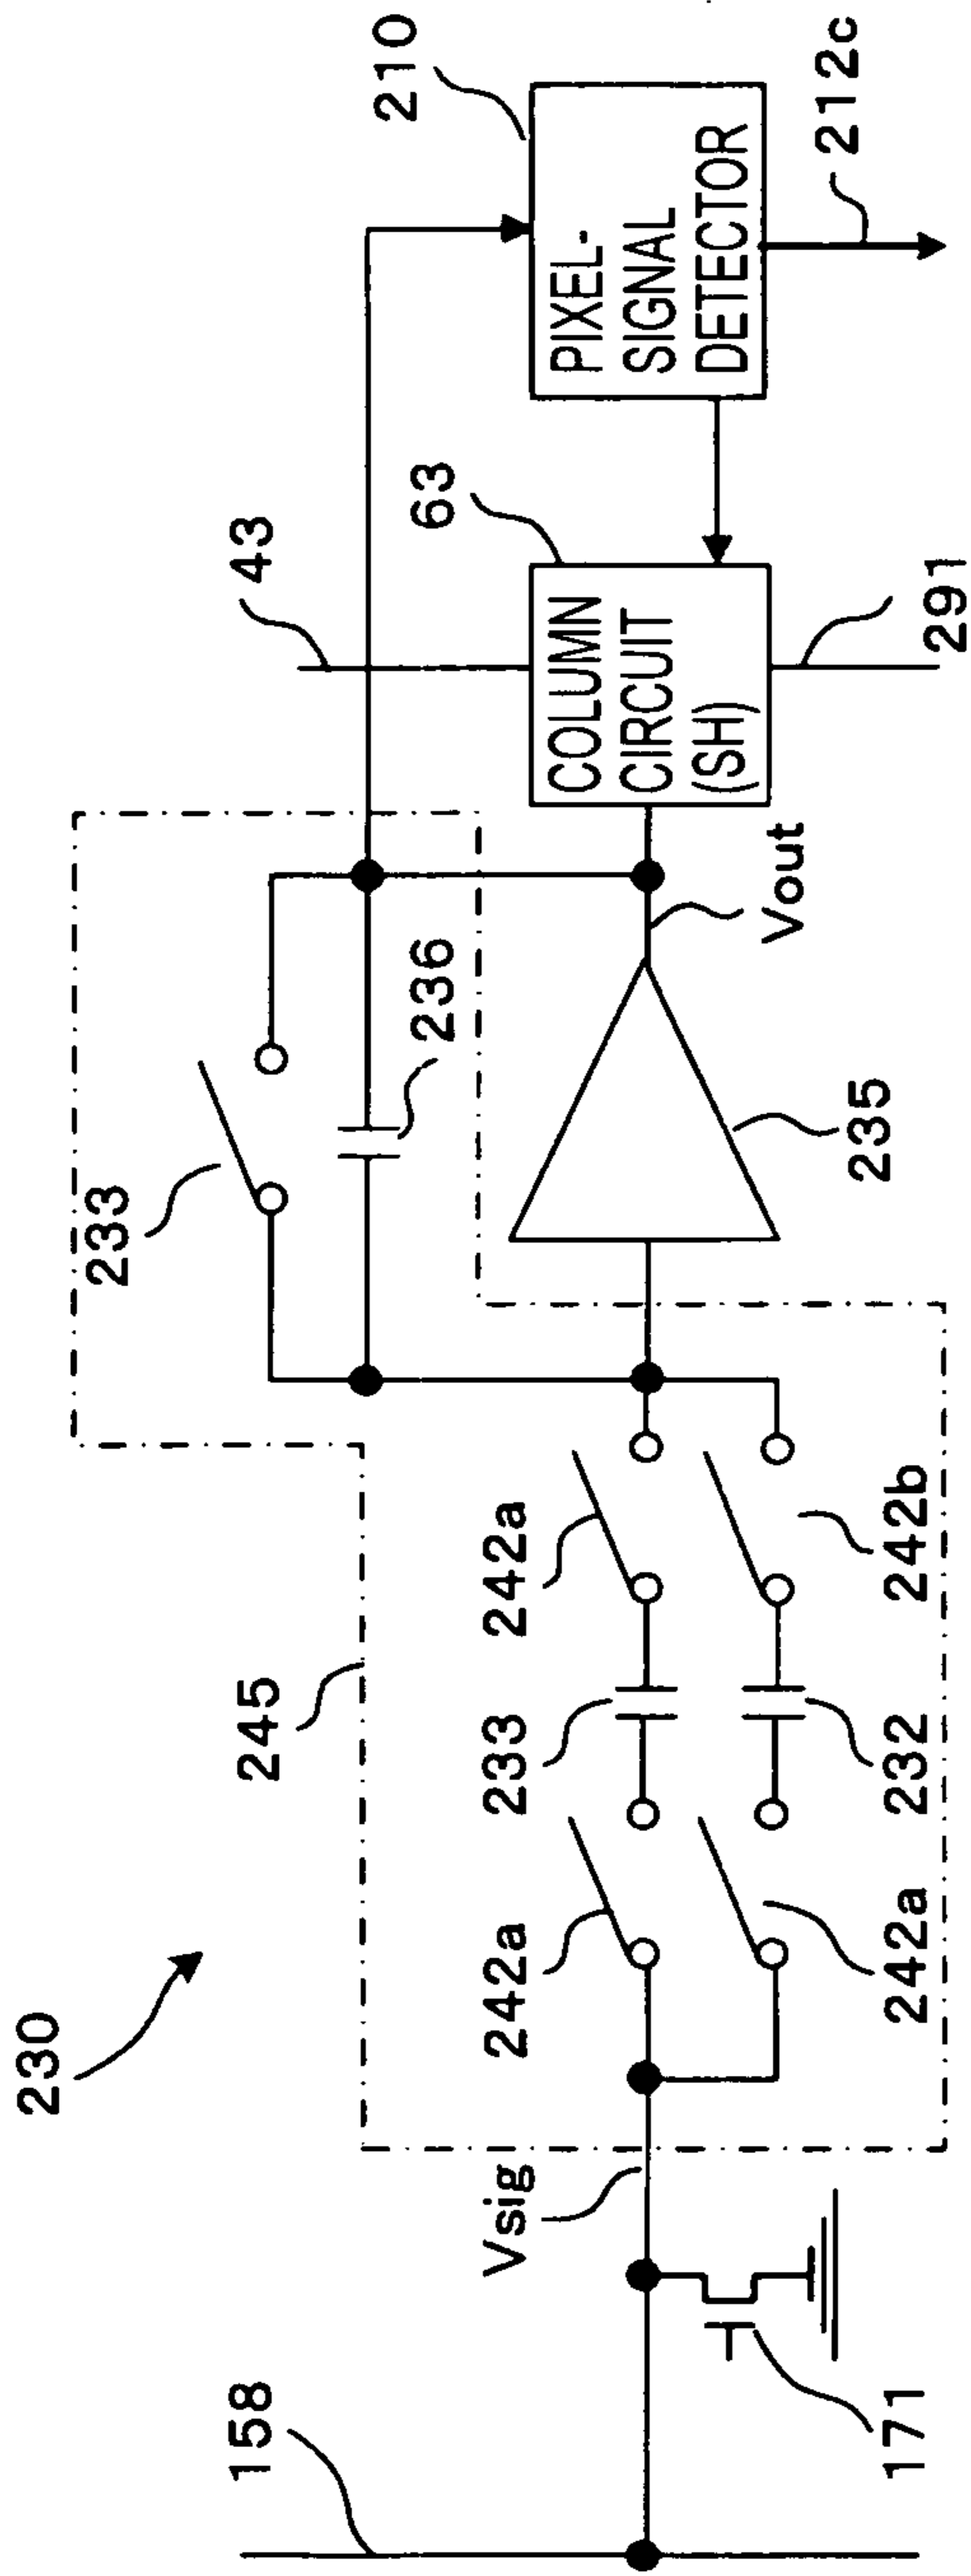 230
158
171
Vsig
245
242a
242a
233
232
242a
242b
233
236
235
Vout
43
63
COLUMN
CIRCUIT
(SH)
291
210
PIXEL-
SIGNAL
DETECTOR
212c